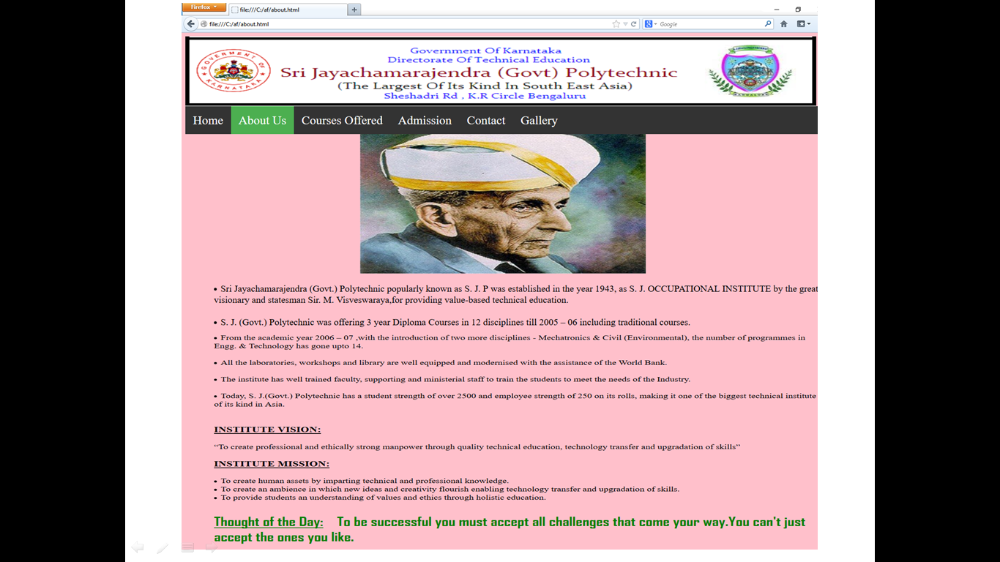 Firefox
file:///C:/af/about.html
file:///C:/af/about.html
Google
Government Of Karnataka
Directorate Of Technical Education
Sri Jayachamarajendra (Govt) Polytechnic
(The Largest Of Its Kind In South East Asia)
Sheshadri Rd , K.R Circle Bengaluru
GOVERMENT OF KARNATAKA
BANGALORE
Home About Us Courses Offered Admission Contact Gallery
• Sri Jayachamarajendra (Govt.) Polytechnic popularly known as S. J. P was established in the year 1943, as S. J. OCCUPATIONAL INSTITUTE by the great
visionary and statesman Sir. M. Visveswaraya,for providing value-based technical education.
• S. J. (Govt.) Polytechnic was offering 3 year Diploma Courses in 12 disciplines till 2005 – 06 including traditional courses.
• From the academic year 2006 – 07 ,with the introduction of two more disciplines - Mechatronics & Civil (Environmental), the number of programmes in
Engg. & Technology has gone upto 14.
• All the laboratories, workshops and library are well equipped and modernised with the assistance of the World Bank.
• The institute has well trained faculty, supporting and ministerial staff to train the students to meet the needs of the Industry.
• Today, S. J.(Govt.) Polytechnic has a student strength of over 2500 and employee strength of 250 on its rolls, making it one of the biggest technical institute
of its kind in Asia.
INSTITUTE VISION:
“To create professional and ethically strong manpower through quality technical education, technology transfer and upgradation of skills”
INSTITUTE MISSION:
• To create human assets by imparting technical and professional knowledge.
• To create an ambience in which new ideas and creativity flourish enabling technology transfer and upgradation of skills.
• To provide students an understanding of values and ethics through holistic education.
Thought of the Day: To be successful you must accept all challenges that come your way.You can't just
accept the ones you like.